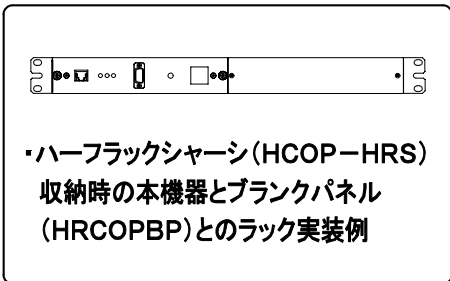 ・ハーフラックシャーシ(HCOP－HRS)
収納時の本機器とブランクパネル
(HRCOPBP)とのラック実装例